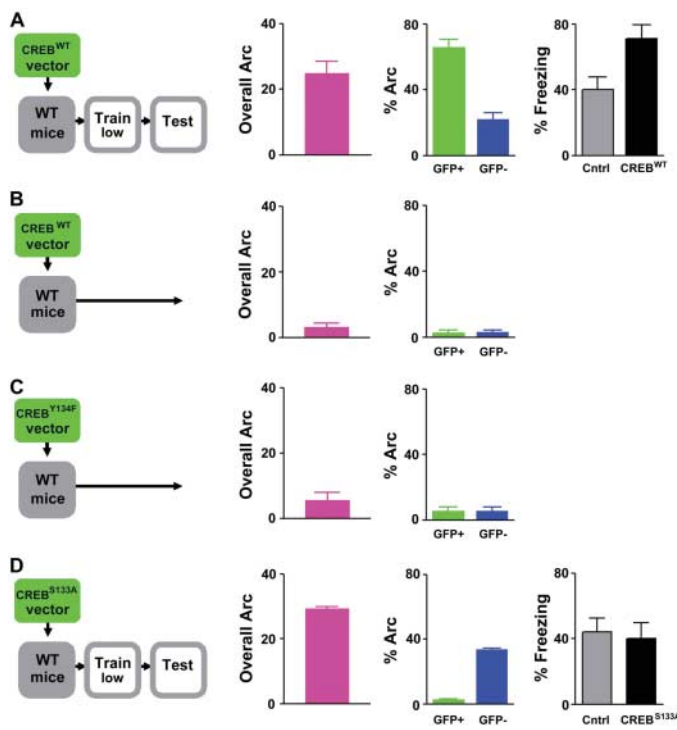 A
CREB^WT
vector
WT
mice
Train
low
Test
Overall Arc
40
20
0
% Arc
80
40
0
GFP+ GFP-
% Freezing
80
40
0
Cntrl CREB^WT
B
CREB^WT
vector
WT
mice
Overall Arc
40
20
0
% Arc
80
40
0
GFP+ GFP-
C
CREB^Y134F
vector
WT
mice
Overall Arc
40
20
0
% Arc
80
40
0
GFP+ GFP-
D
CREB^S133A
vector
WT
mice
Train
low
Test
Overall Arc
40
20
0
% Arc
80
40
0
GFP+ GFP-
% Freezing
80
40
0
Cntrl CREB^S133A